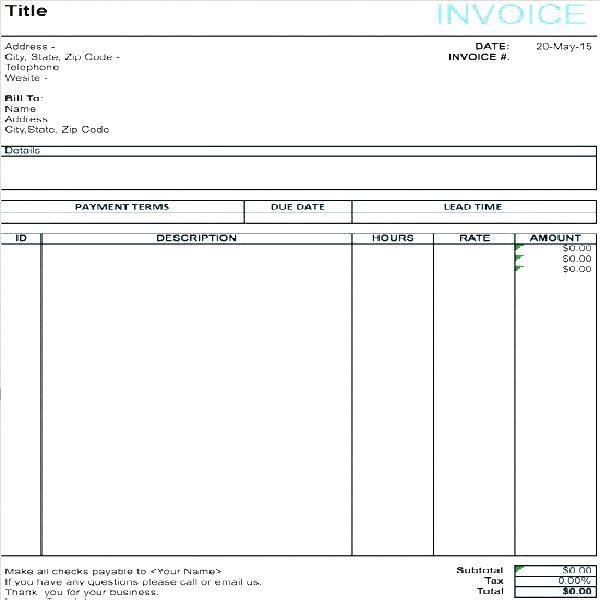 Title
INVOICE
Address -
City, State, Zip Code -
Telephone
Wesite -
DATE: 20-May-15
INVOICE #.
Bill To:
Name
Address
City,State, Zip Code
Details
PAYMENT TERMS DUE DATE LEAD TIME
ID DESCRIPTION HOURS RATE AMOUNT
$0.00
$0.00
$0.00
Make all checks payable to <Your Name>
If you have any questions please call or email us.
Thank you for your business.
Subtotal $0.00
Tax 0.00%
Total $0.00